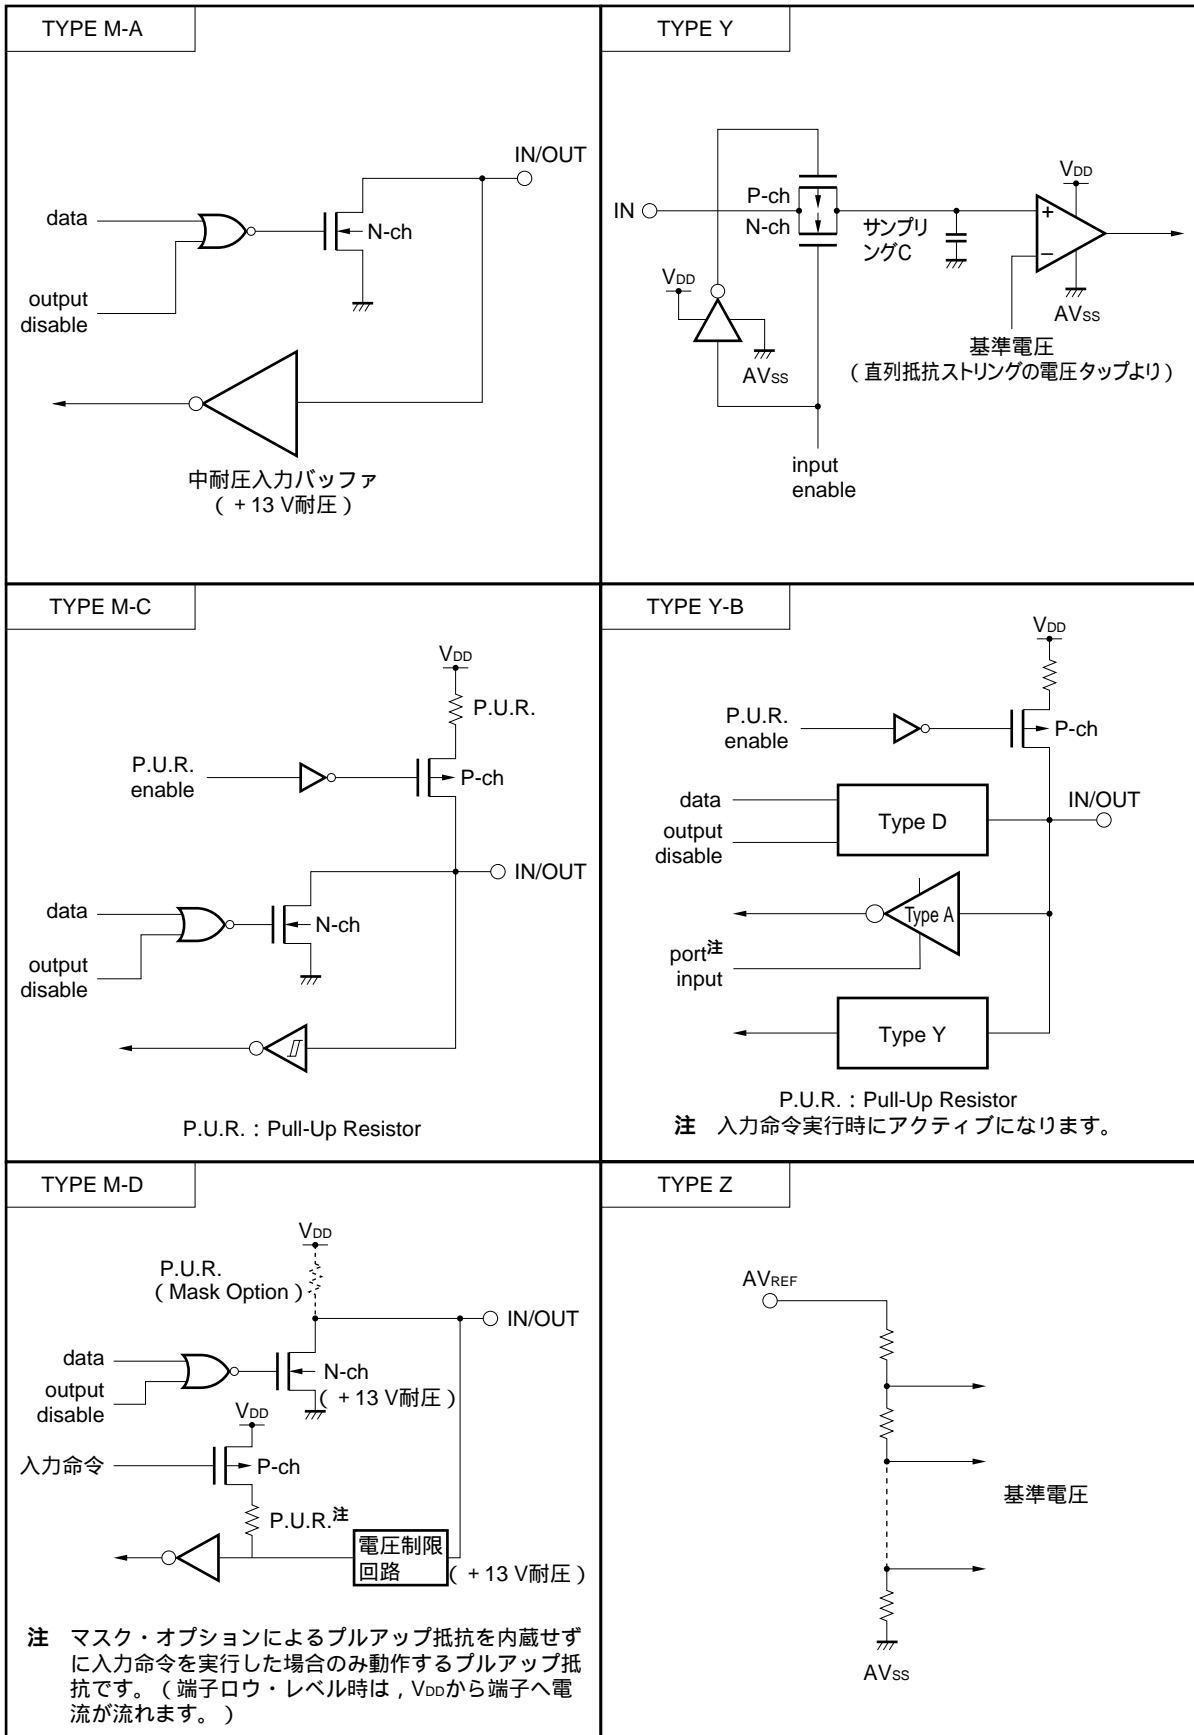 TYPE M-A
IN/OUT
data
N-ch
output
disable
中耐圧入力バッファ
(+13 V耐圧)
TYPE Y
P-ch
IN
N-ch
サンプリ
ングC
VDD
+
−
AVSS
VDD
AVSS
基準電圧
(直列抵抗ストリングの電圧タップより)
input
enable
TYPE M-C
VDD
P.U.R.
P.U.R.
enable
P-ch
IN/OUT
data
N-ch
output
disable
P.U.R. : Pull-Up Resistor
TYPE Y-B
VDD
P.U.R.
enable
P-ch
data
Type D
IN/OUT
output
disable
Type A
port注
input
Type Y
P.U.R. : Pull-Up Resistor
注 入力命令実行時にアクティブになります。
TYPE M-D
VDD
P.U.R.
(Mask Option)
IN/OUT
data
N-ch
(+13 V耐圧)
output
disable
VDD
入力命令
P-ch
P.U.R.注
電圧制限
回路
(+13 V耐圧)
注 マスク・オプションによるプルアップ抵抗を内蔵せず
に入力命令を実行した場合のみ動作するプルアップ抵
抗です。(端子ロウ・レベル時は,VDDから端子へ電
流が流れます。)
TYPE Z
AVREF
基準電圧
AVSS